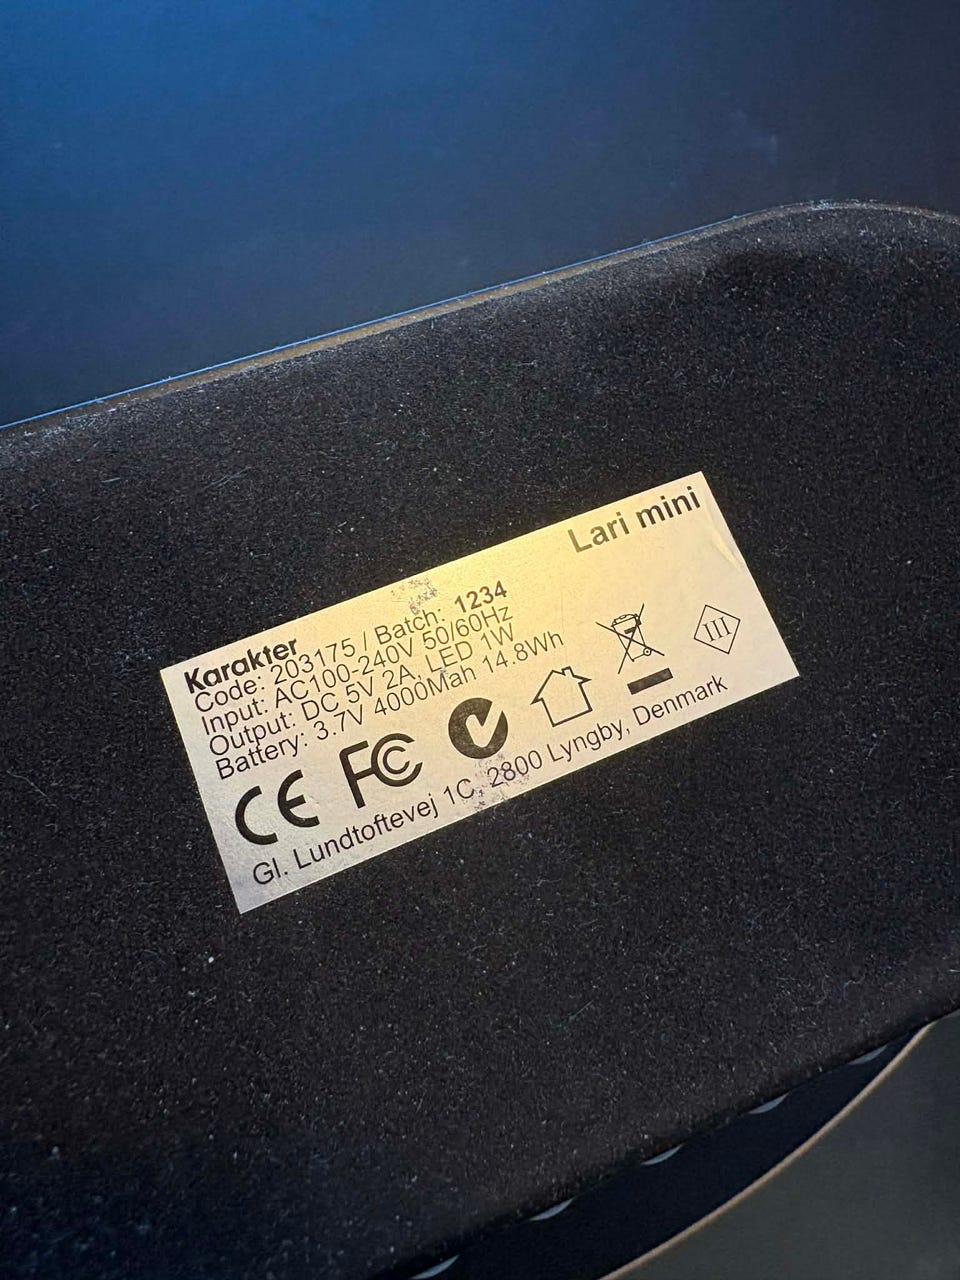 Lari mini
Karakter
Code: 203175 / Batch: 1234
Input: AC100-240V 50/60Hz
Output: DC 5V 2A, LED 1W
Battery: 3.7V 4000Mah 14.8Wh
CE FC III
Gl. Lundtoftevej 1C, 2800 Lyngby, Denmark